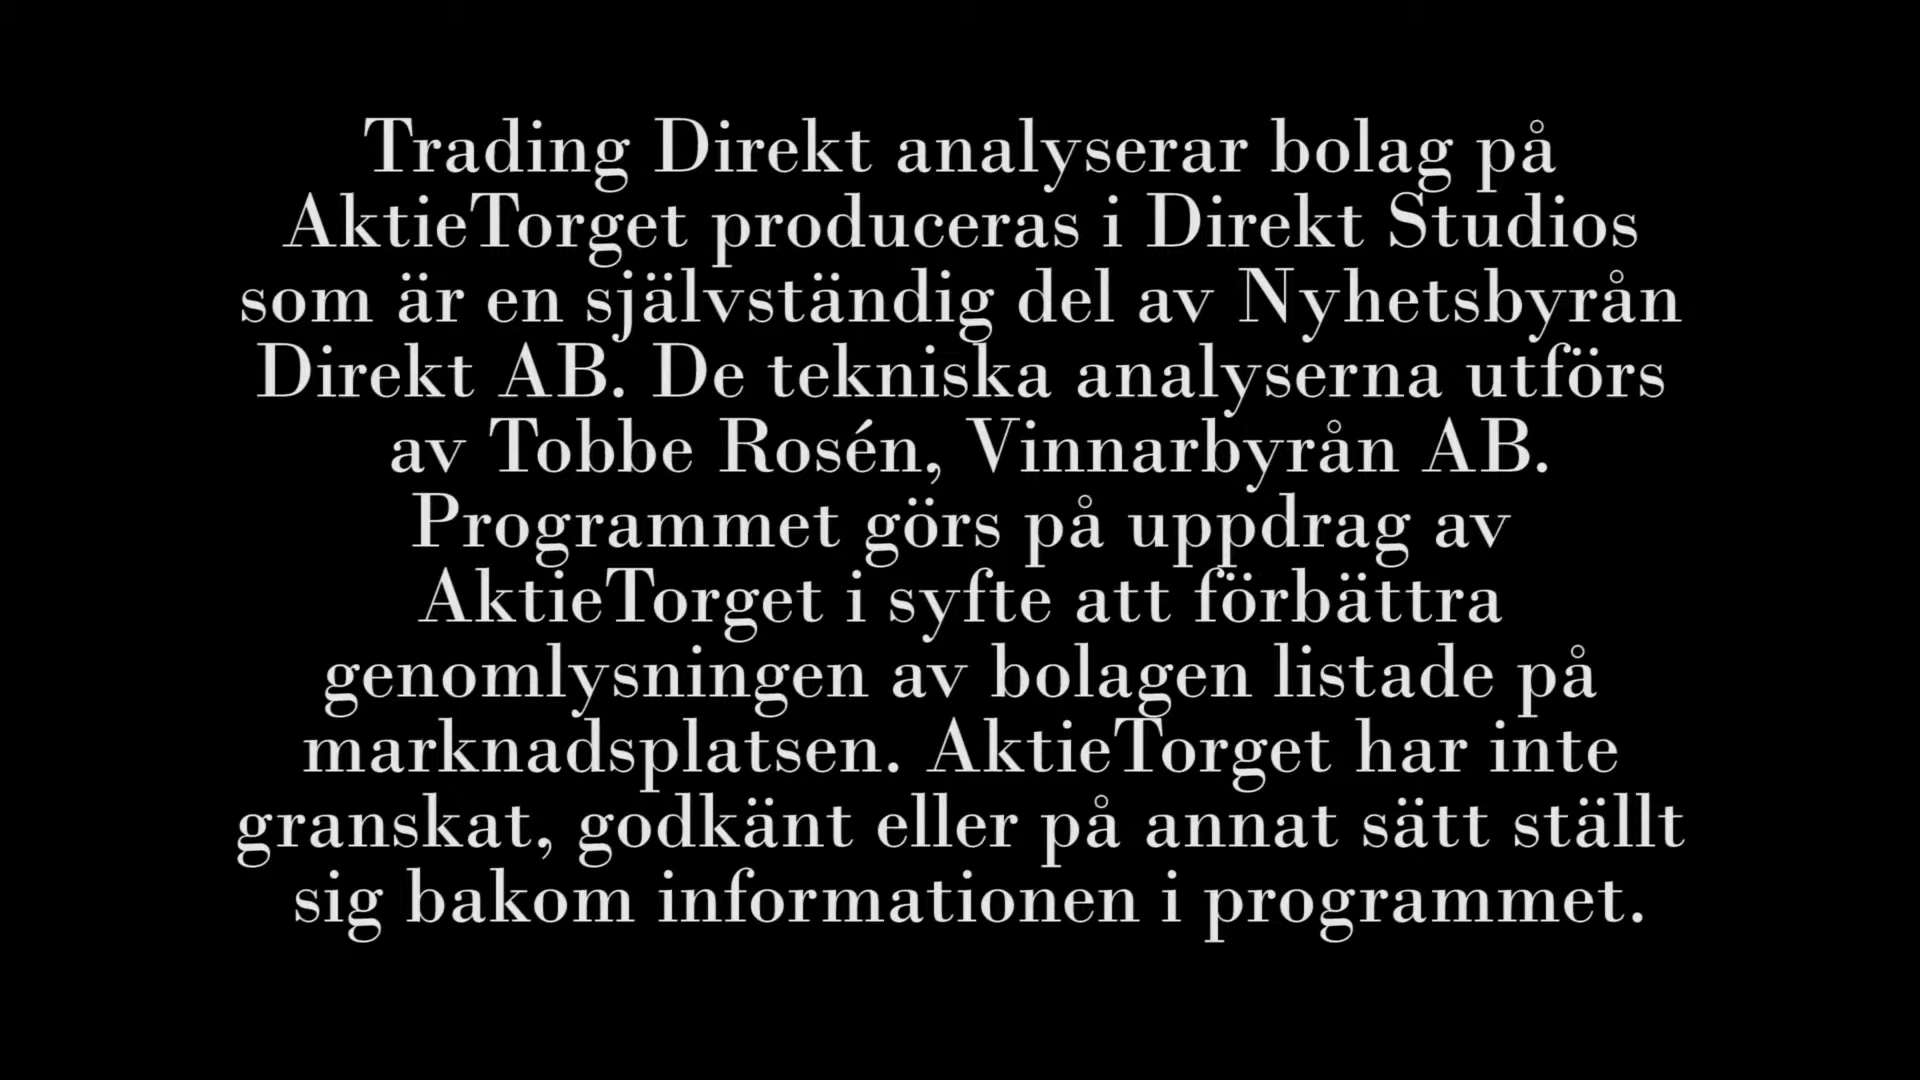 Trading Direkt analyserar bolag på
AktieTorget produceras i Direkt Studios
som är en självständig del av Nyhetsbyrån
Direkt AB. De tekniska analyserna utförs
av Tobbe Rosén, Vinnarbyrån AB.
Programmet görs på uppdrag av
AktieTorget i syfte att förbättra
genomlysningen av bolagen listade på
marknadsplatsen. AktieTorget har inte
granskat, godkänt eller på annat sätt ställt
sig bakom informationen i programmet.